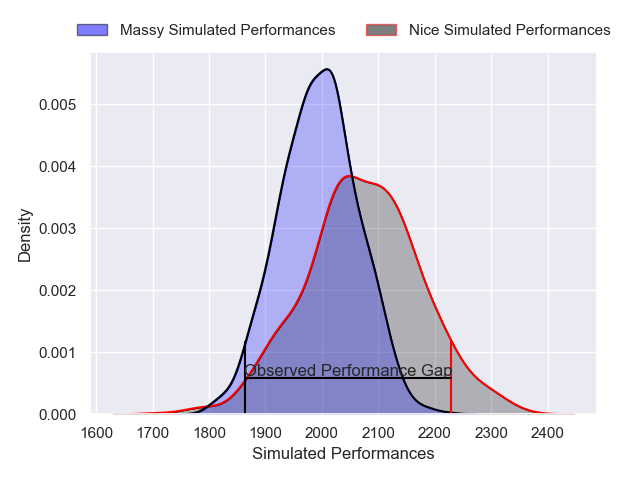 Massy Simulated Performances Nice Simulated Performances
0.005
0.004
0.003
0.002
0.001
0.000
Density
Observed Performance Gap
1600 1700 1800 1900 2000 2100 2200 2300 2400
Simulated Performances